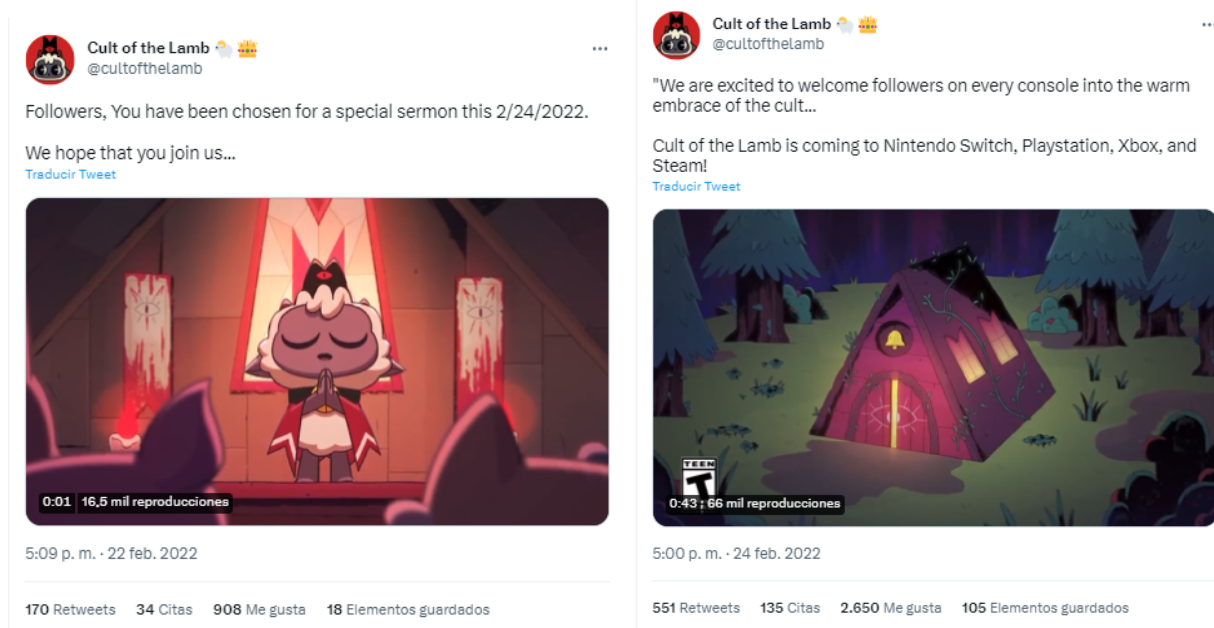 Cult of the Lamb 🐑 👑
@cultofthelamb
Followers, You have been chosen for a special sermon this 2/24/2022.
We hope that you join us...
Traducir Tweet
0:01 16,5 mil reproducciones
5:09 p. m. · 22 feb. 2022
170 Retweets 34 Citas 908 Me gusta 18 Elementos guardados
Cult of the Lamb 🐑 👑
@cultofthelamb
"We are excited to welcome followers on every console into the warm
embrace of the cult...
Cult of the Lamb is coming to Nintendo Switch, Playstation, Xbox, and
Steam!
Traducir Tweet
TEEN
T
0:43 66 mil reproducciones
5:00 p. m. · 24 feb. 2022
551 Retweets 135 Citas 2.650 Me gusta 105 Elementos guardados